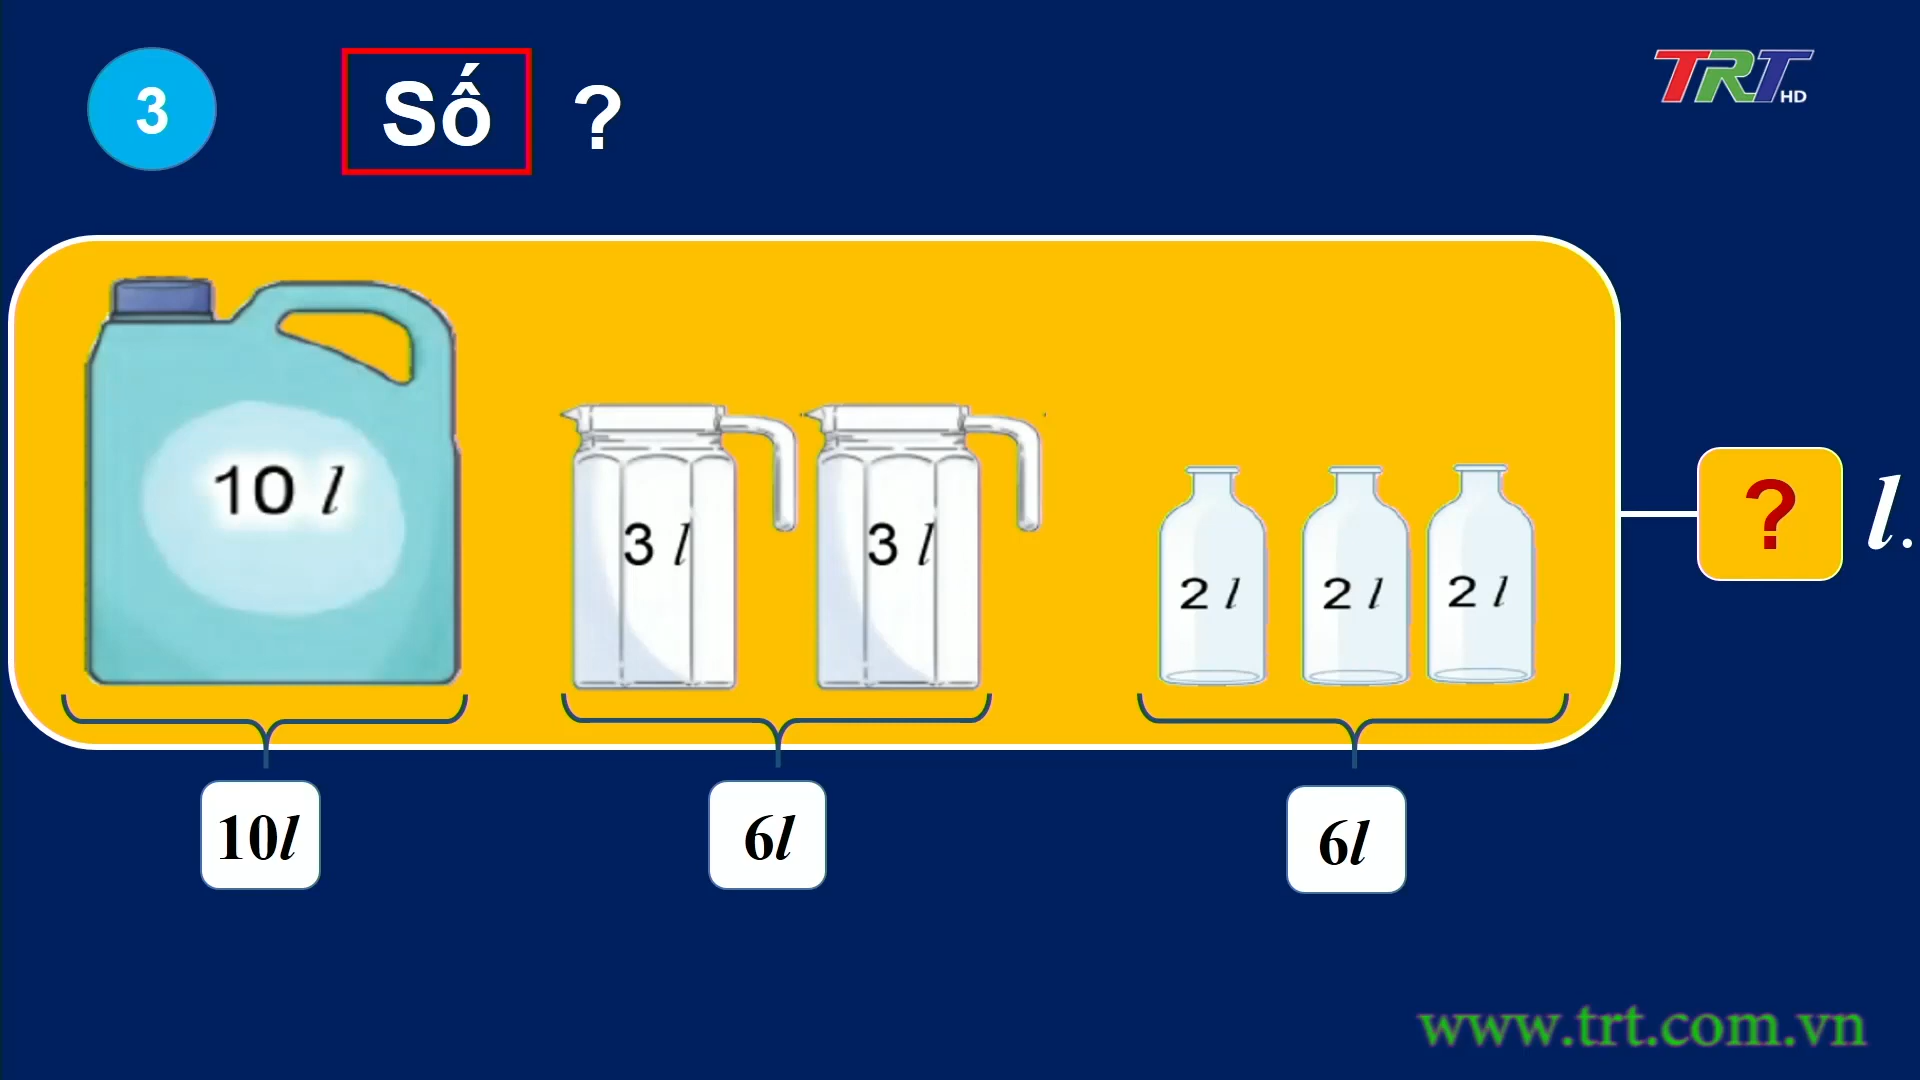 3 Số ?
TRT HD
10 l
3 l 3 l
2 l 2 l 2 l
? l.
10l 6l 6l
www.trt.com.vn